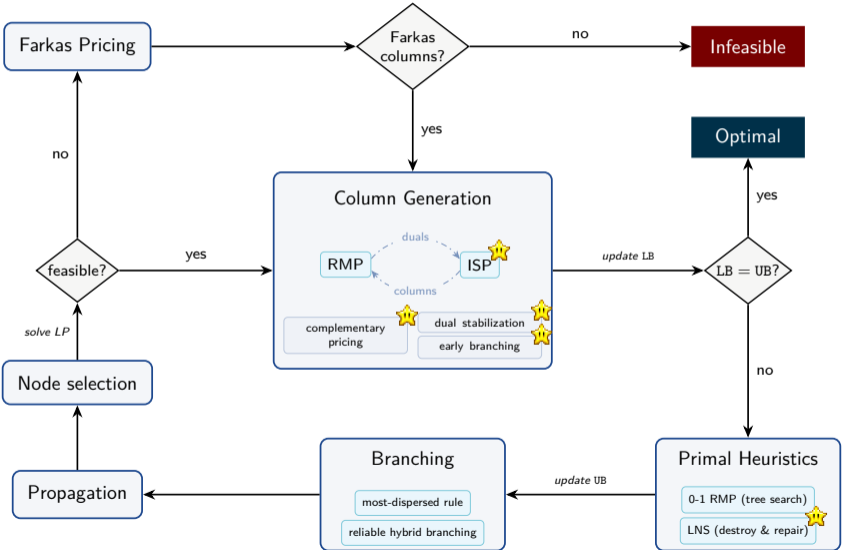 Farkas Pricing
Farkas
columns?
no
Infeasible
yes
Optimal
no
Column Generation
yes
duals
RMP
ISP
columns
feasible?
yes
update LB
LB = UB?
complementary
pricing
dual stabilization
early branching
solve LP
no
Node selection
Branching
Primal Heuristics
Propagation
most-dispersed rule
reliable hybrid branching
update UB
0-1 RMP (tree search)
LNS (destroy & repair)